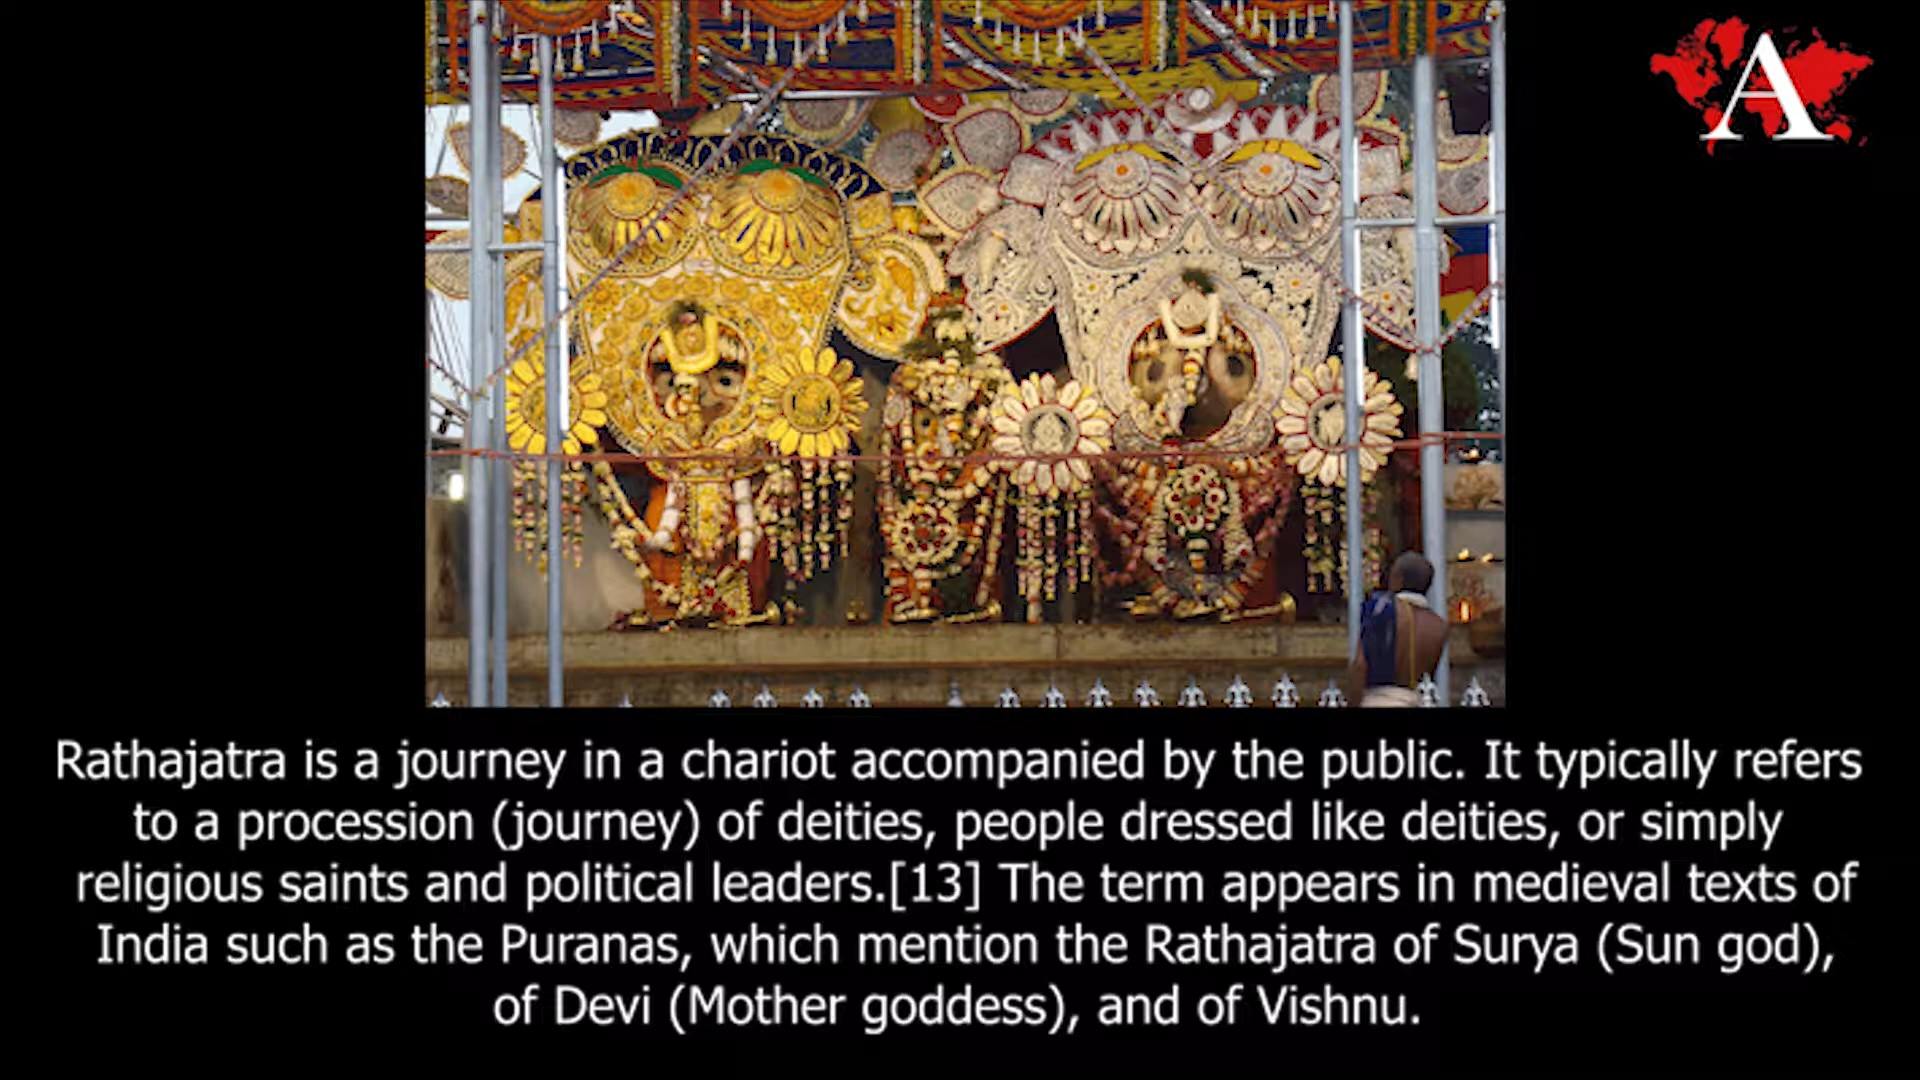 A
Rathajatra is a journey in a chariot accompanied by the public. It typically refers
to a procession (journey) of deities, people dressed like deities, or simply
religious saints and political leaders.[13] The term appears in medieval texts of
India such as the Puranas, which mention the Rathajatra of Surya (Sun god),
of Devi (Mother goddess), and of Vishnu.